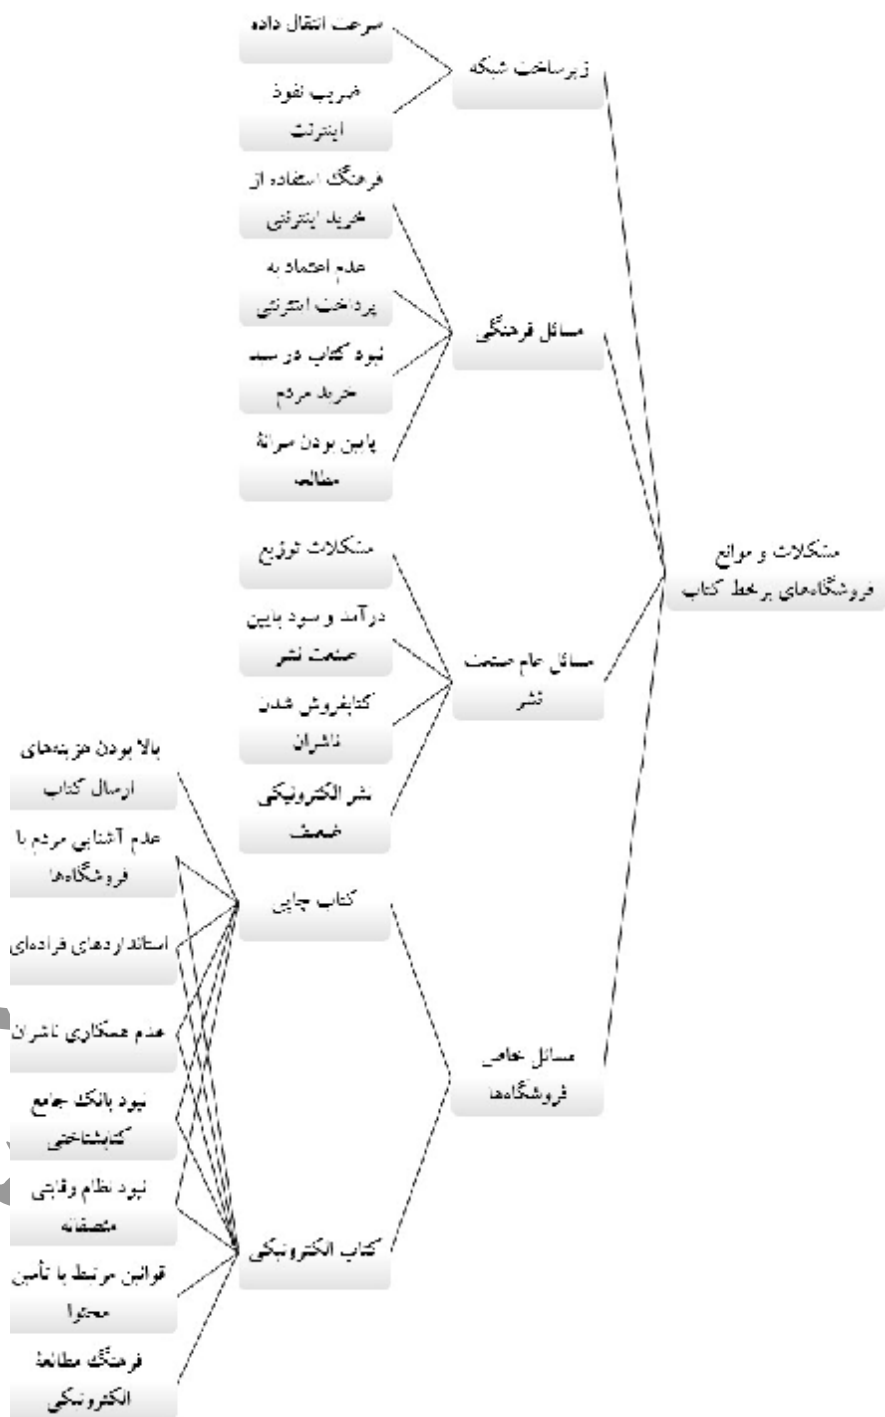 مشکلات و موانع
فروشگاه‌های برخط کتاب
زیرساخت شبکه
سرعت انتقال داده
ضریب نفوذ
اینترنت
مسائل فرهنگی
فرهنگ استفاده از
خرید اینترنتی
عدم اعتماد به
پرداخت اینترنتی
نبود کتاب در سبد
خرید مردم
پایین بودن سرانۀ
مطالعه
مسائل عام صنعت
نشر
مشکلات توزیع
درآمد و سود پایین
صنعت نشر
کتابفروش شدن
ناشران
نشر الکترونیکی
ضعیف
مسائل خاص
فروشگاه‌ها
کتاب چاپی
کتاب الکترونیکی
بالا بودن هزینه‌های
ارسال کتاب
عدم آشنایی مردم با
فروشگاه‌ها
استانداردهای فراداده‌ای
عدم همکاری ناشران
نبود بانک جامع
کتابشناختی
نبود نظام رقابتی
منصفانه
قوانین مرتبط با تأمین
محتوا
فرهنگ مطالعۀ
الکترونیکی